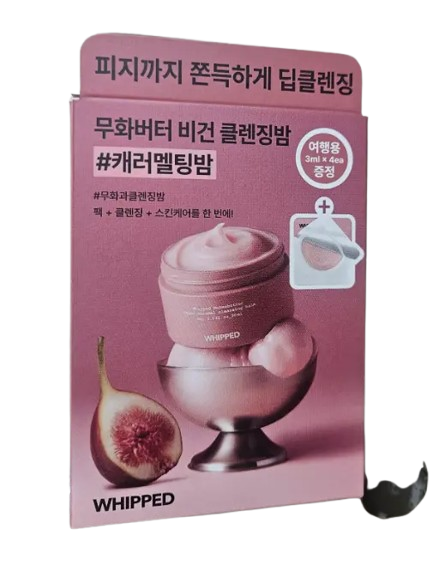 피지까지 쫀득하게 딥클렌징
무화버터 비건 클렌징밤
#캐러멜팅밤
여행용
3ml × 4ea
증정
#무화과클렌징밤
팩 + 클렌징 + 스킨케어를 한 번에!
+
WHIPPED
WHIPPED